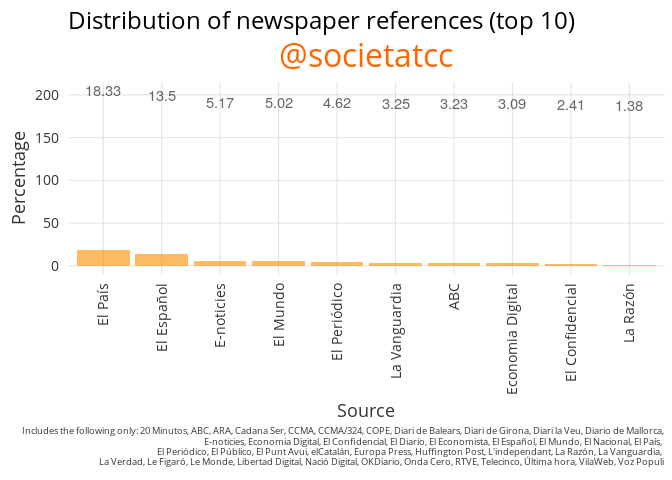 Distribution of newspaper references (top 10)
@societatcc
Percentage
200
150
100
50
0
18.33
13.5
5.17
5.02
4.62
3.25
3.23
3.09
2.41
1.38
El País
El Español
E-noticies
El Mundo
El Periódico
La Vanguardia
ABC
Economia Digital
El Confidencial
La Razón
Source
Includes the following only: 20 Minutos, ABC, ARA, Cadana Ser, CCMA, CCMA/324, COPE, Diari de Balears, Diari de Girona, Diari la Veu, Diario de Mallorca,
E-noticies, Economia Digital, El Confidencial, El Diario, El Economista, El Español, El Mundo, El Nacional, El País,
El Periódico, El Público, El Punt Avui, elCatalán, Europa Press, Huffington Post, L'independant, La Razón, La Vanguardia,
La Verdad, Le Figaró, Le Monde, Libertad Digital, Nació Digital, OKDiario, Onda Cero, RTVE, Telecinco, Última hora, VilaWeb, Voz Populi